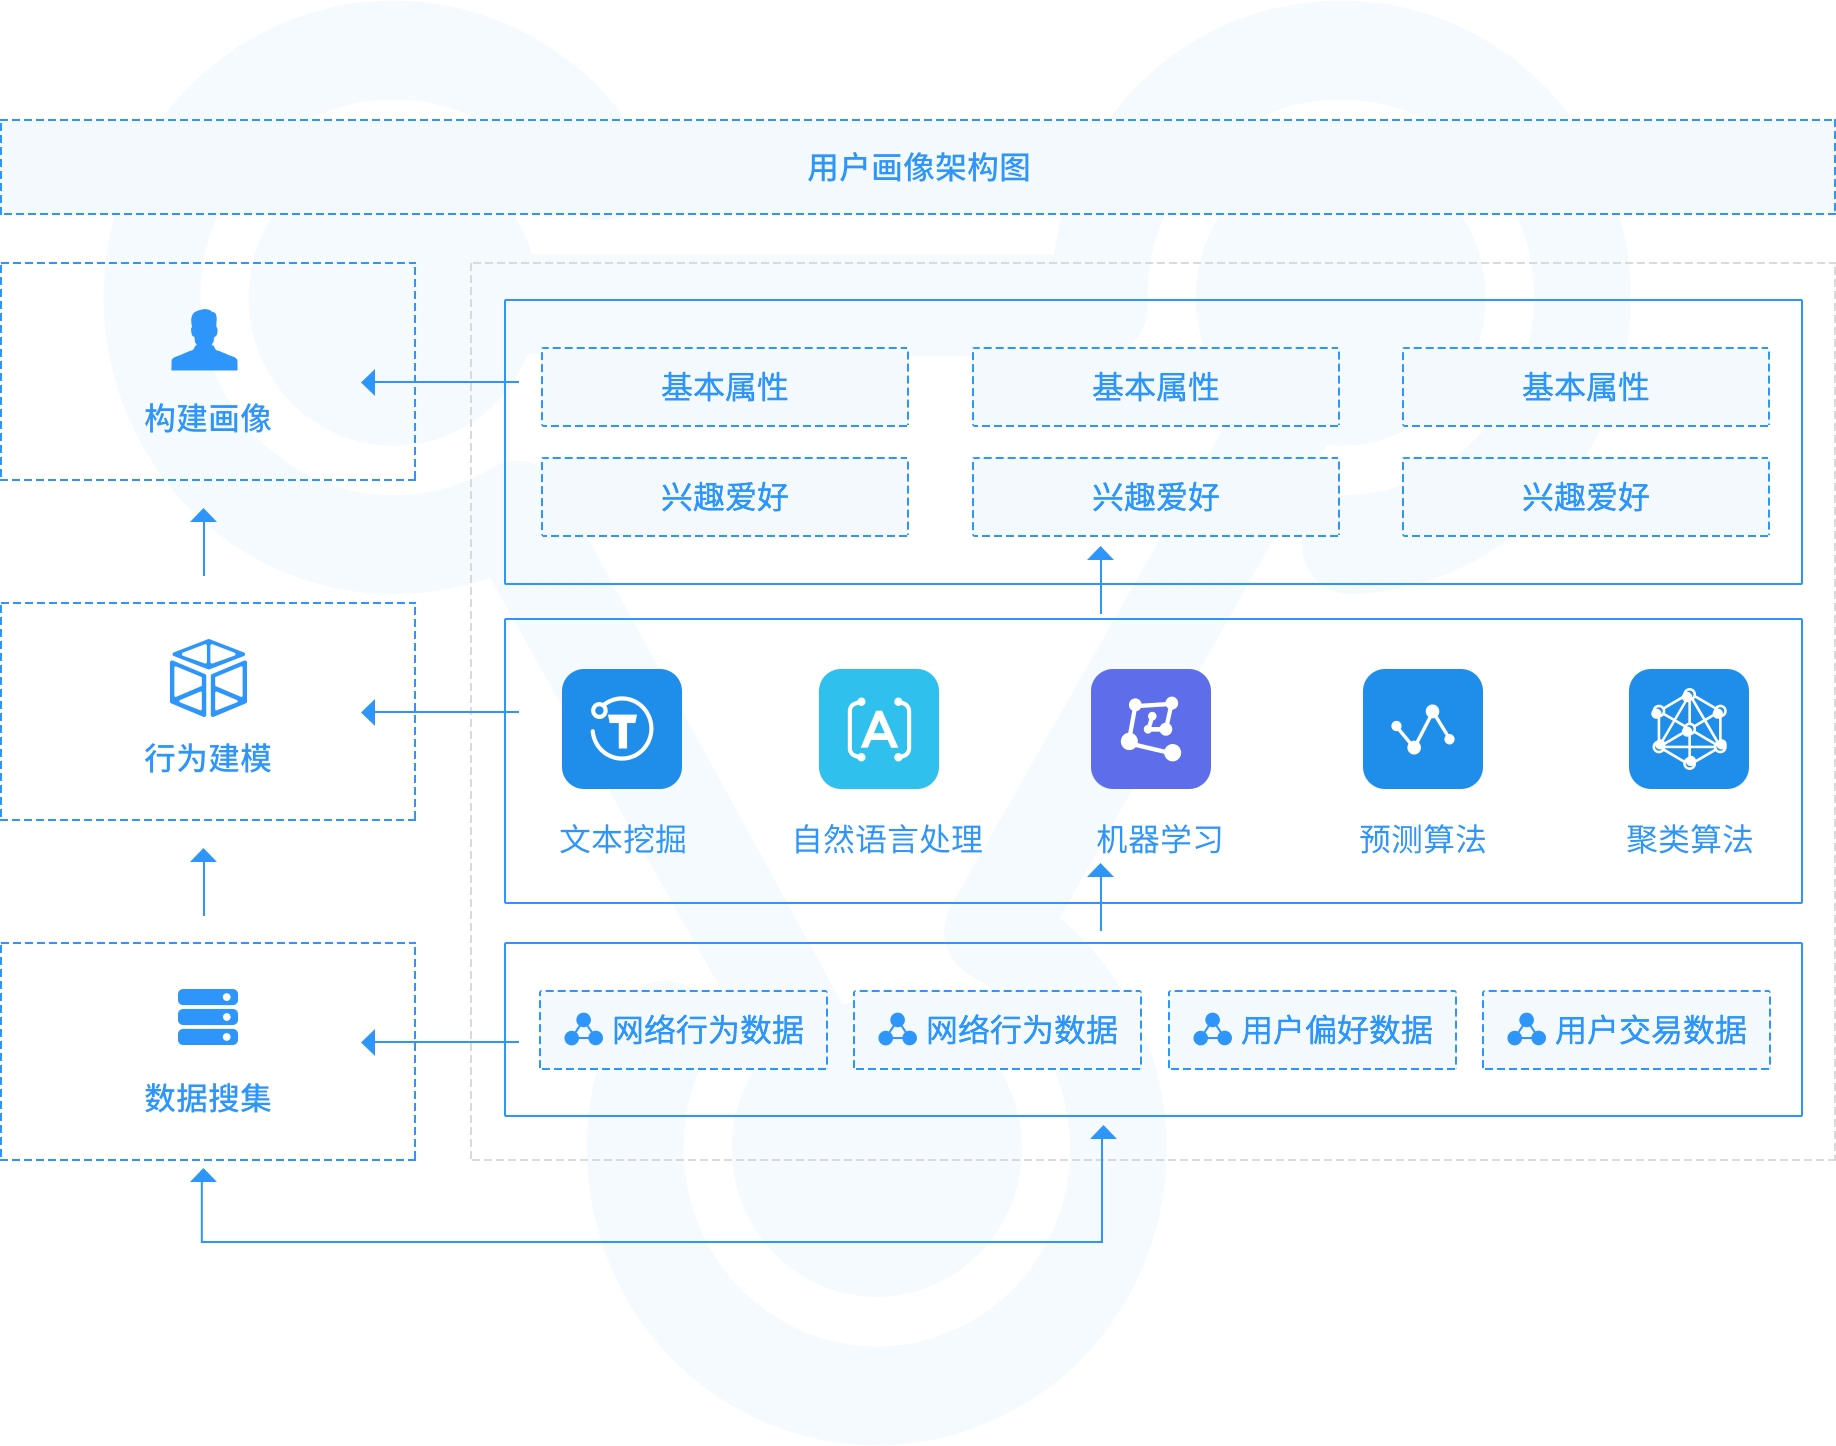 用户画像架构图
构建画像
基本属性
基本属性
基本属性
兴趣爱好
兴趣爱好
兴趣爱好
行为建模
T
A
文本挖掘
自然语言处理
机器学习
预测算法
聚类算法
数据搜集
网络行为数据
网络行为数据
用户偏好数据
用户交易数据